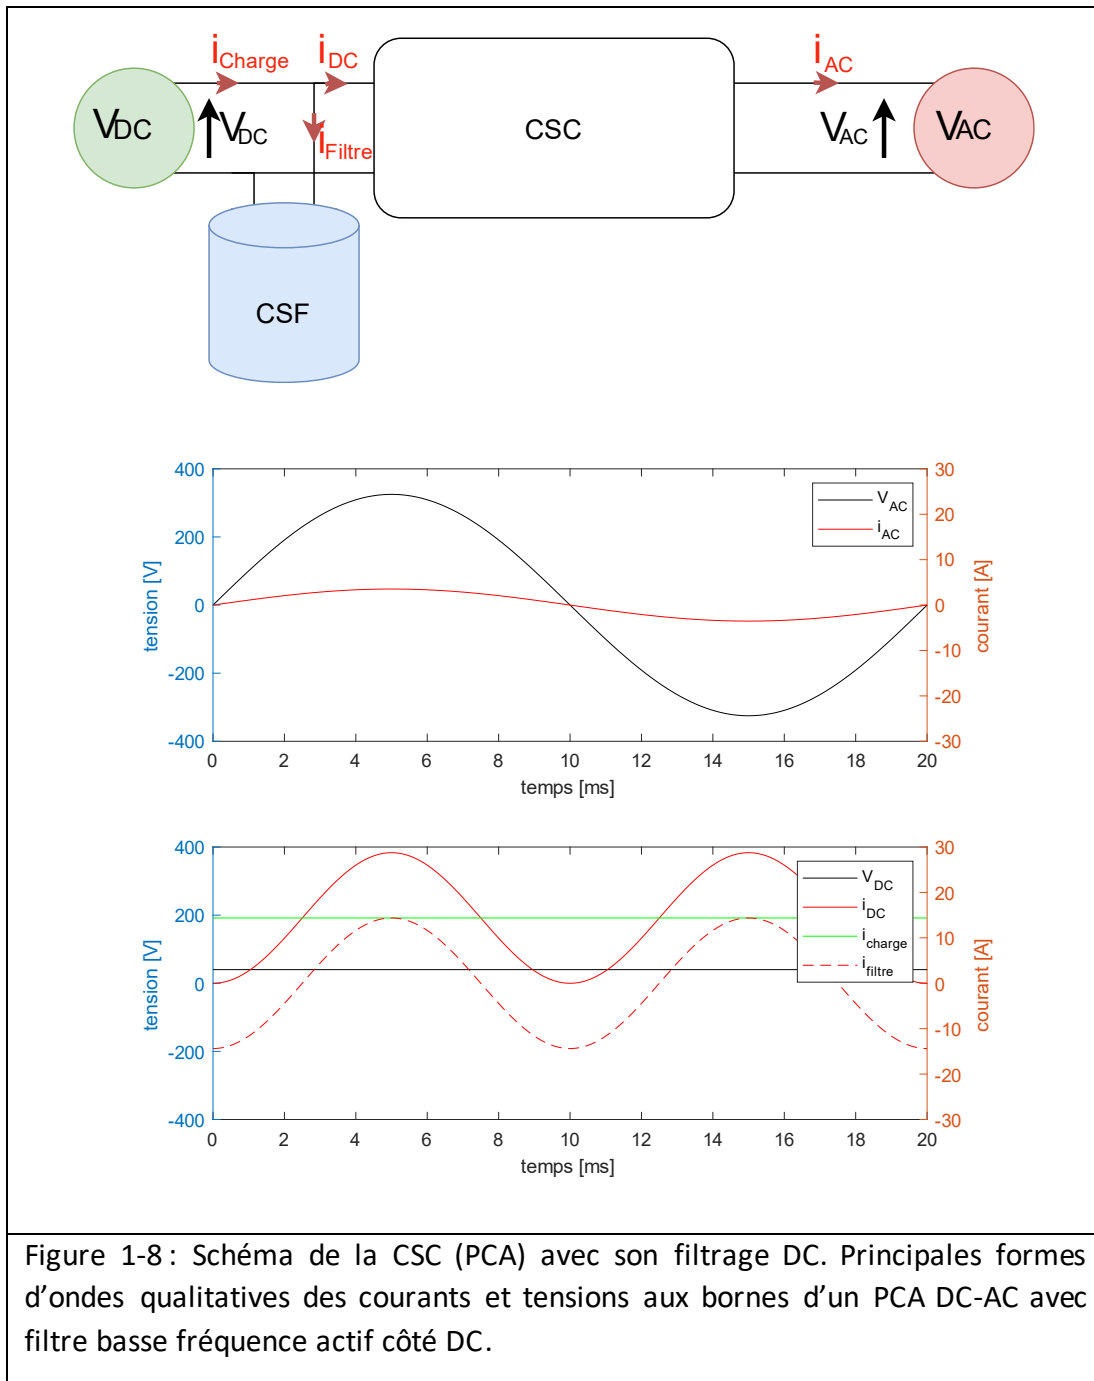 iCharge iDC iAC
VDC VDC CSC VAC VAC
iFiltre
CSF
400 30
VAC
iAC
20
200
10
tension [V] 0 0 courant [A]
-10
-200
-20
-400 -30
0 2 4 6 8 10 12 14 16 18 20
temps [ms]
400 30
VDC
iDC
icharge
ifiltre
20
200
10
tension [V] 0 0 courant [A]
-10
-200
-20
-400 -30
0 2 4 6 8 10 12 14 16 18 20
temps [ms]
Figure 1-8 : Schéma de la CSC (PCA) avec son filtrage DC. Principales formes
d’ondes qualitatives des courants et tensions aux bornes d’un PCA DC-AC avec
filtre basse fréquence actif côté DC.